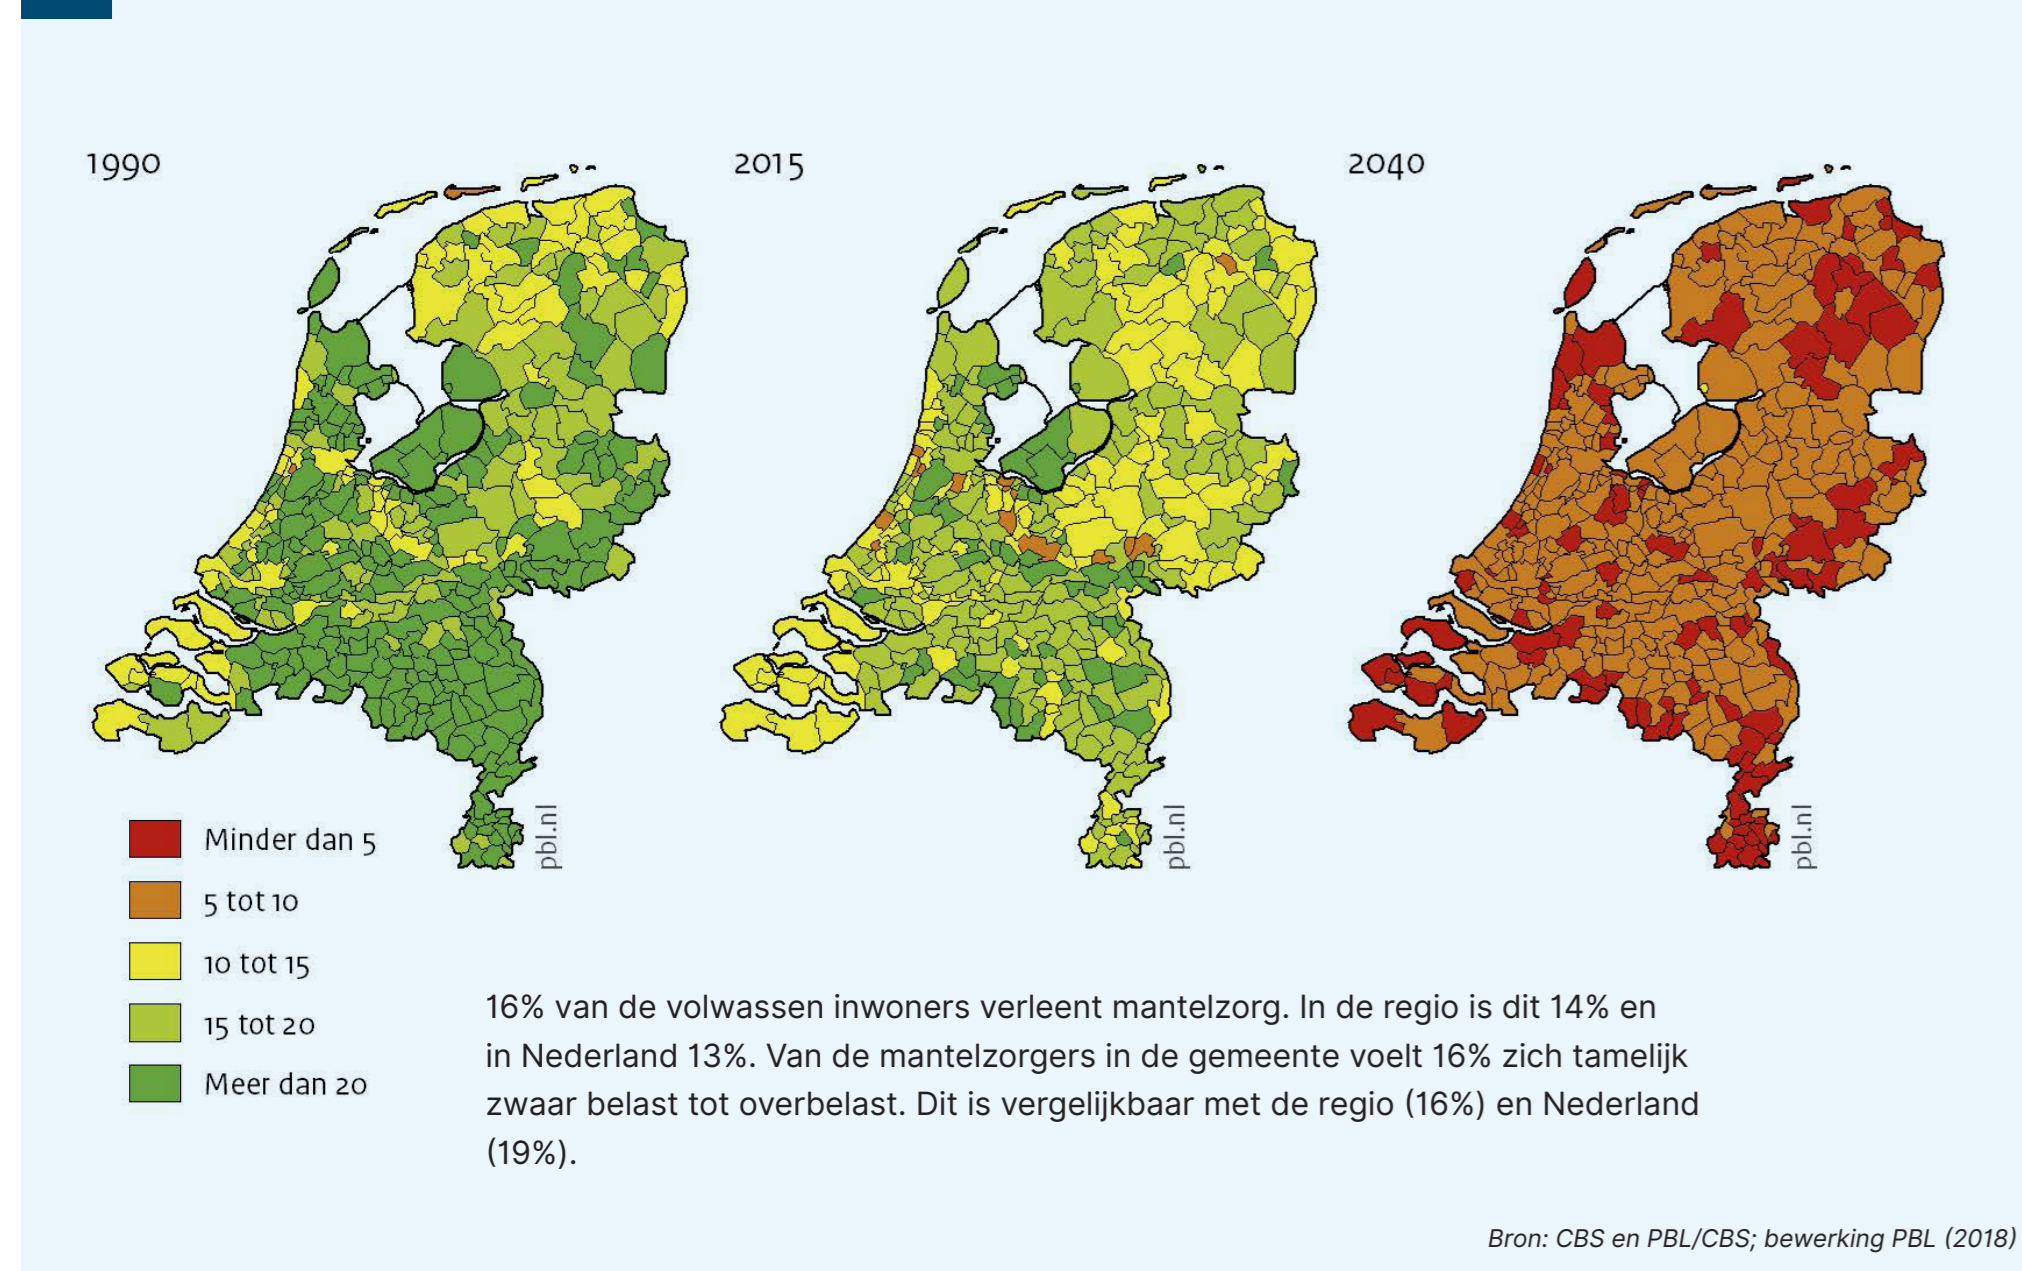 1990
2015
2040
pbl.nl
pbl.nl
pbl.nl
Minder dan 5
5 tot 10
10 tot 15
15 tot 20
Meer dan 20
16% van de volwassen inwoners verleent mantelzorg. In de regio is dit 14% en
in Nederland 13%. Van de mantelzorgers in de gemeente voelt 16% zich tamelijk
zwaar belast tot overbelast. Dit is vergelijkbaar met de regio (16%) en Nederland
(19%).
Bron: CBS en PBL/CBS; bewerking PBL (2018)